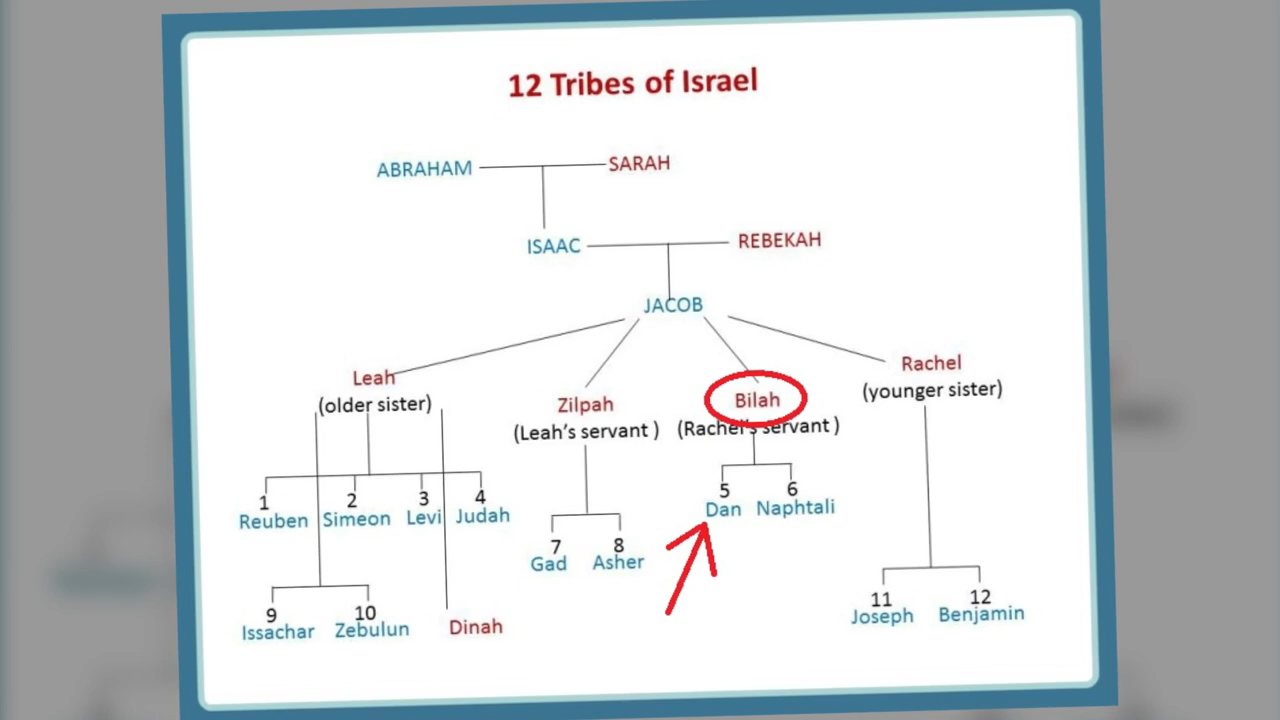 12 Tribes of Israel
ABRAHAM SARAH
ISAAC REBEKAH
JACOB
Leah
(older sister)
Zilpah
(Leah's servant )
Bilah
(Rachel's servant )
Rachel
(younger sister)
1 2 3 4
Reuben Simeon Levi Judah
5 6
Dan Naphtali
7 8
Gad Asher
9 10
Issachar Zebulun Dinah
11 12
Joseph Benjamin